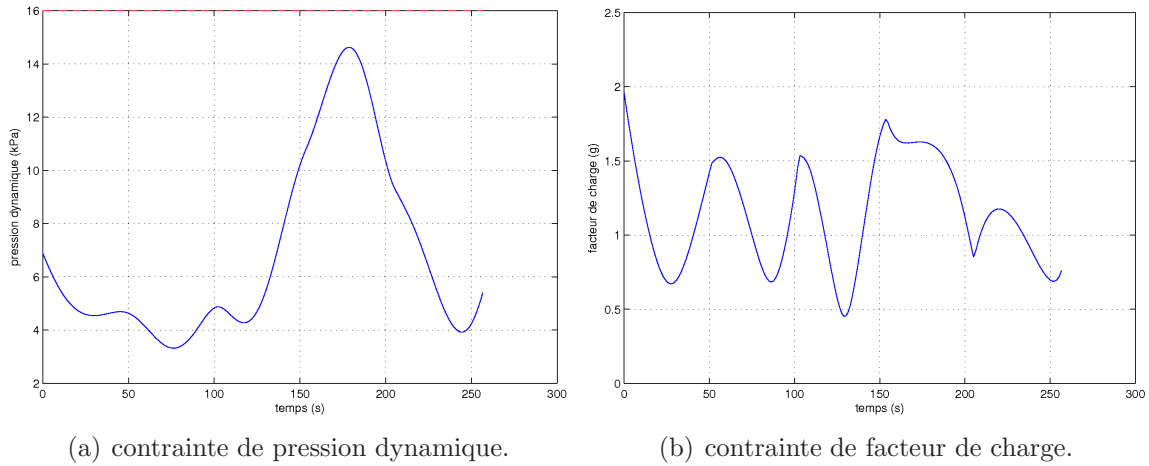 16
14
12
10
8
6
4
2
pression dynamique (kPa)
0 50 100 150 200 250 300
temps (s)
(a) contrainte de pression dynamique.
2.5
2
1.5
1
0.5
0
facteur de charge (g)
0 50 100 150 200 250 300
temps (s)
(b) contrainte de facteur de charge.